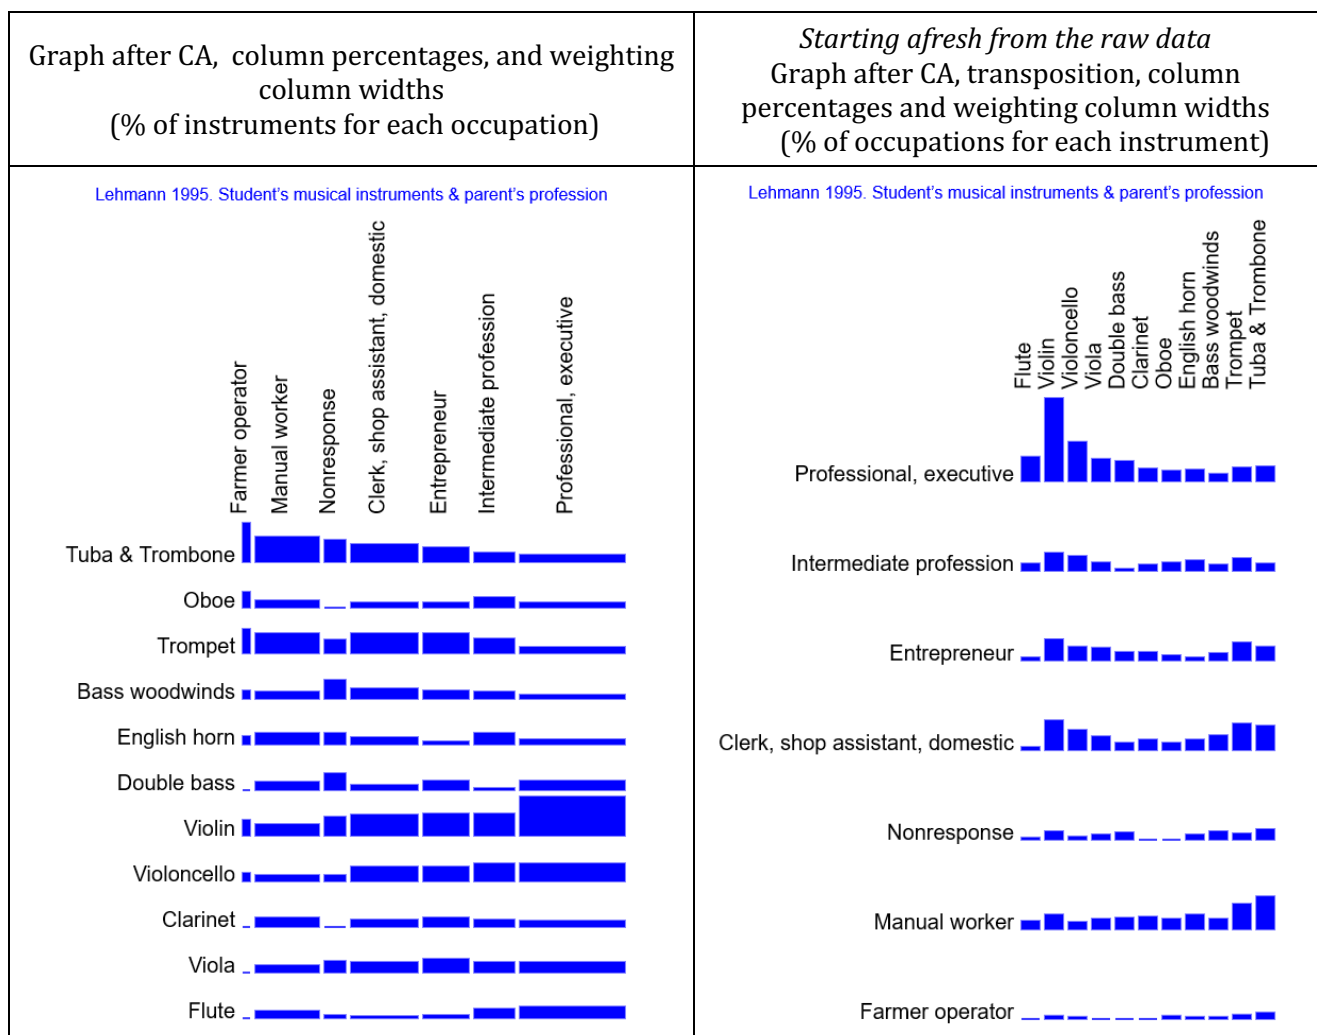 Graph after CA,  column percentages, and weighting
column widths
(% of instruments for each occupation)
Starting afresh from the raw data
Graph after CA, transposition, column
percentages and weighting column widths
(% of occupations for each instrument)
Lehmann 1995. Student's musical instruments & parent's profession
Farmer operator
Manual worker
Nonresponse
Clerk, shop assistant, domestic
Entrepreneur
Intermediate profession
Professional, executive
Tuba & Trombone
Oboe
Trompet
Bass woodwinds
English horn
Double bass
Violin
Violoncello
Clarinet
Viola
Flute
Lehmann 1995. Student's musical instruments & parent's profession
Flute
Violin
Violoncello
Viola
Double bass
Clarinet
Oboe
English horn
Bass woodwinds
Trompet
Tuba & Trombone
Professional, executive
Intermediate profession
Entrepreneur
Clerk, shop assistant, domestic
Nonresponse
Manual worker
Farmer operator